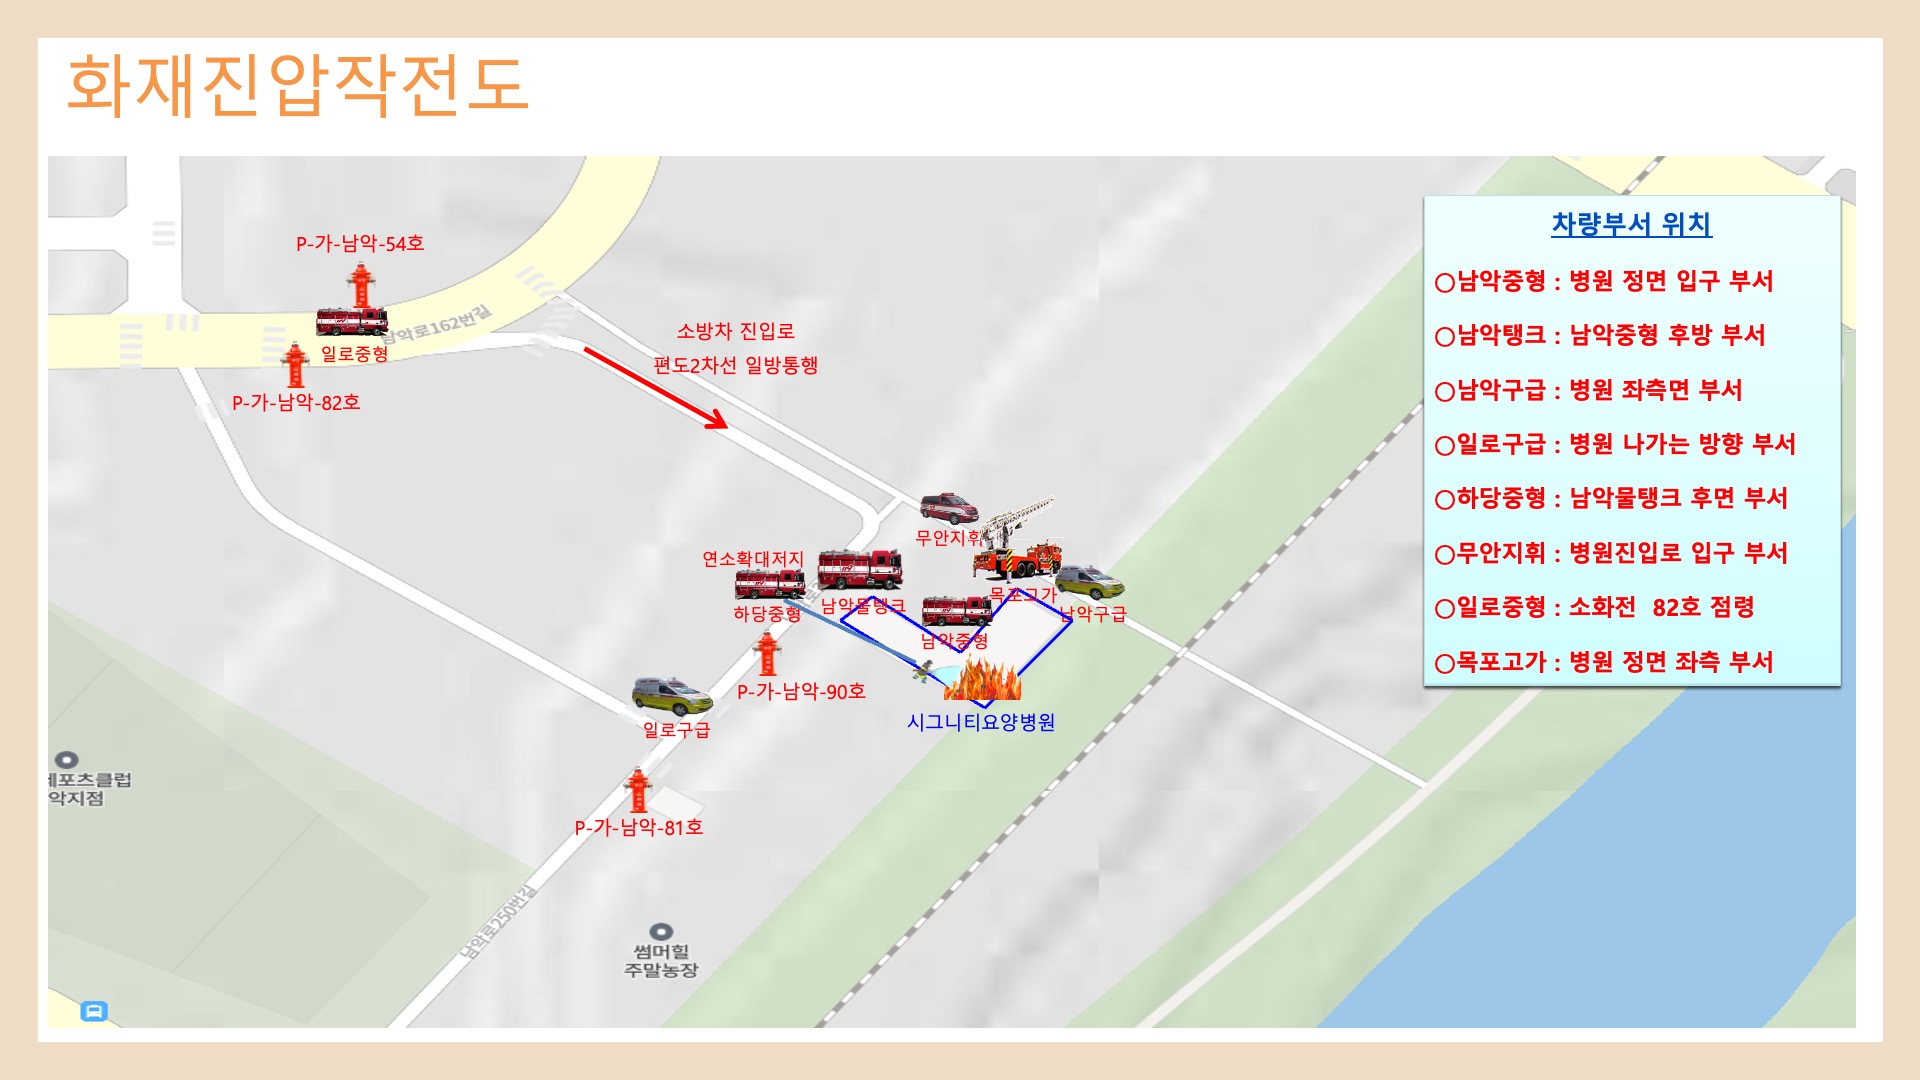 화재진압작전도
P-가-남악-54호
남악로162번길
일로중형
P-가-남악-82호
소방차 진입로
편도2차선 일방통행
무안지휘
연소확대저지
하당중형
남악물탱크
목포고가
남악구급
남악중형
P-가-남악-90호
시그니티요양병원
일로구급
P-가-남악-81호
남악로250번길
썸머힐
주말농장
악지점
차량부서 위치
○남악중형 : 병원 정면 입구 부서
○남악탱크 : 남악중형 후방 부서
○남악구급 : 병원 좌측면 부서
○일로구급 : 병원 나가는 방향 부서
○하당중형 : 남악물탱크 후면 부서
○무안지휘 : 병원진입로 입구 부서
○일로중형 : 소화전 82호 점령
○목포고가 : 병원 정면 좌측 부서